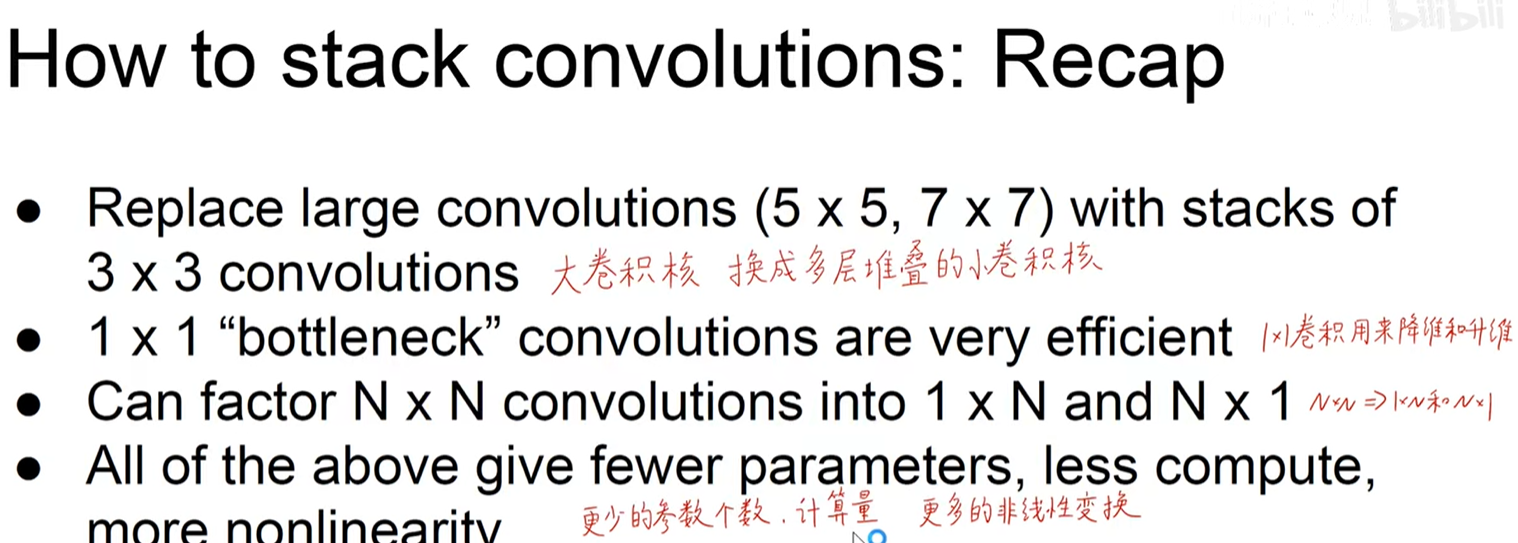 bilibili
How to stack convolutions: Recap
● Replace large convolutions (5 x 5, 7 x 7) with stacks of
3 x 3 convolutions 大卷积核 换成多层堆叠的小卷积核
● 1 x 1 “bottleneck” convolutions are very efficient 1×1卷积用来降维和升维
● Can factor N x N convolutions into 1 x N and N x 1 N×N => 1×N和N×1
● All of the above give fewer parameters, less compute,
more nonlinearity 更少的参数个数、计算量 更多的非线性变换